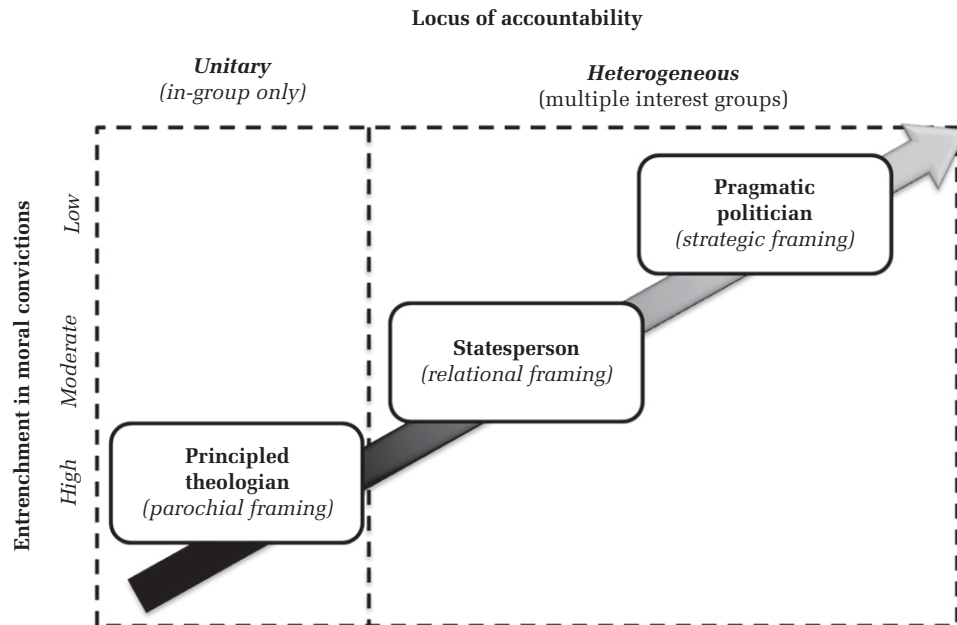 Locus of accountability
Unitary
(in-group only)
Heterogeneous
(multiple interest groups)
Entrenchment in moral convictions
Low
Moderate
High
Pragmatic
politician
(strategic framing)
Statesperson
(relational framing)
Principled
theologian
(parochial framing)